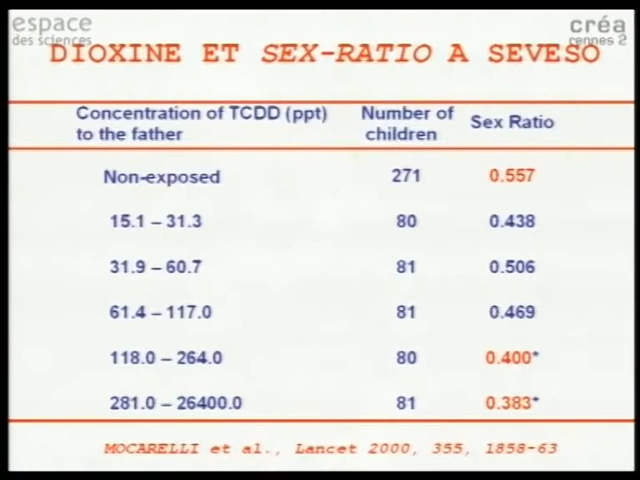 espace
des sciences
créa
rennes 2
DIOXINE ET SEX-RATIO A SEVESO
Concentration of TCDD (ppt) to the father Number of children Sex Ratio
Non-exposed 271 0.557
15.1 – 31.3 80 0.438
31.9 – 60.7 81 0.506
61.4 – 117.0 81 0.469
118.0 – 264.0 80 0.400*
281.0 – 26400.0 81 0.383*
MOCARELLI et al., Lancet 2000, 355, 1858-63